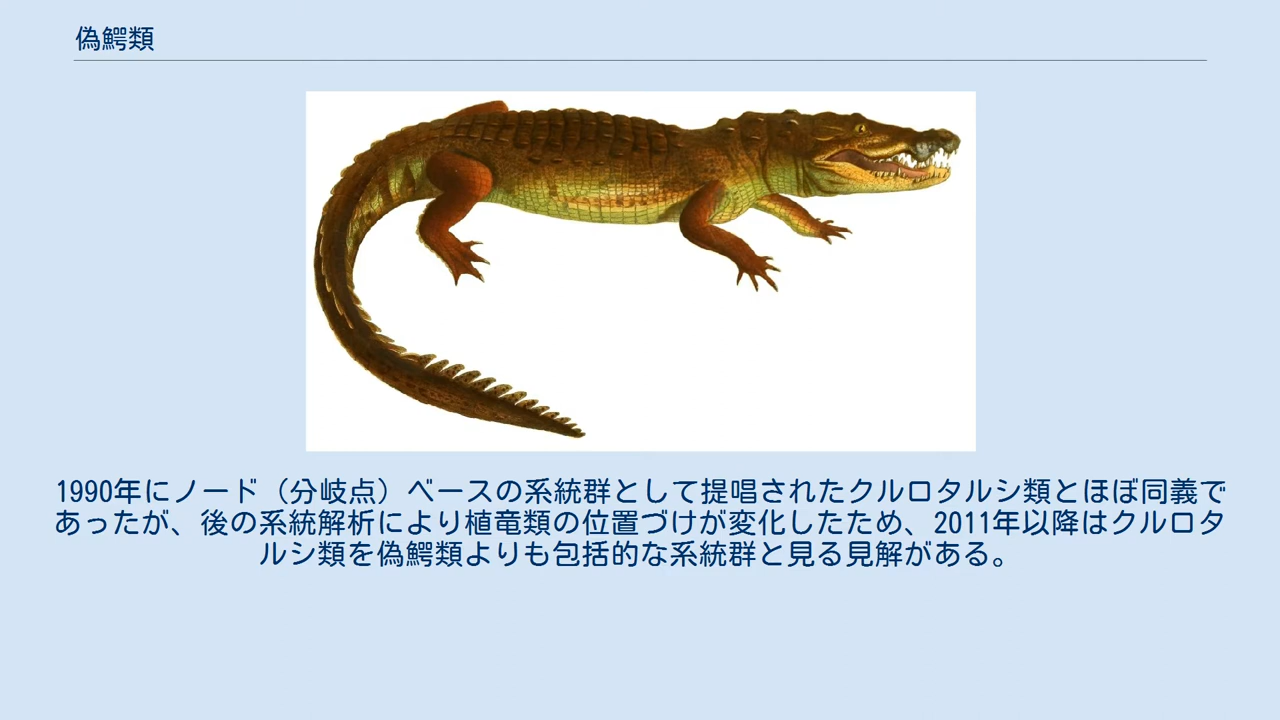 偽鰐類
1990年にノード（分岐点）ベースの系統群として提唱されたクルロタルシ類とほぼ同義で
あったが、後の系統解析により植竜類の位置づけが変化したため、2011年以降はクルロタ
ルシ類を偽鰐類よりも包括的な系統群と見る見解がある。